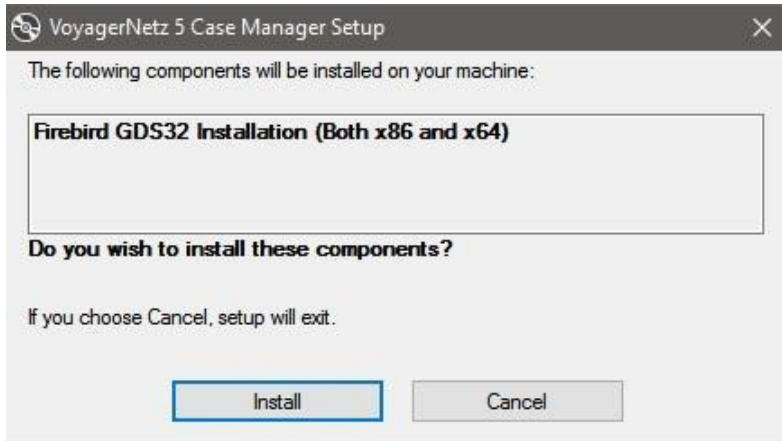 VoyagerNetz 5 Case Manager Setup
The following components will be installed on your machine:
Firebird GDS32 Installation (Both x86 and x64)
Do you wish to install these components?
If you choose Cancel, setup will exit.
Install
Cancel